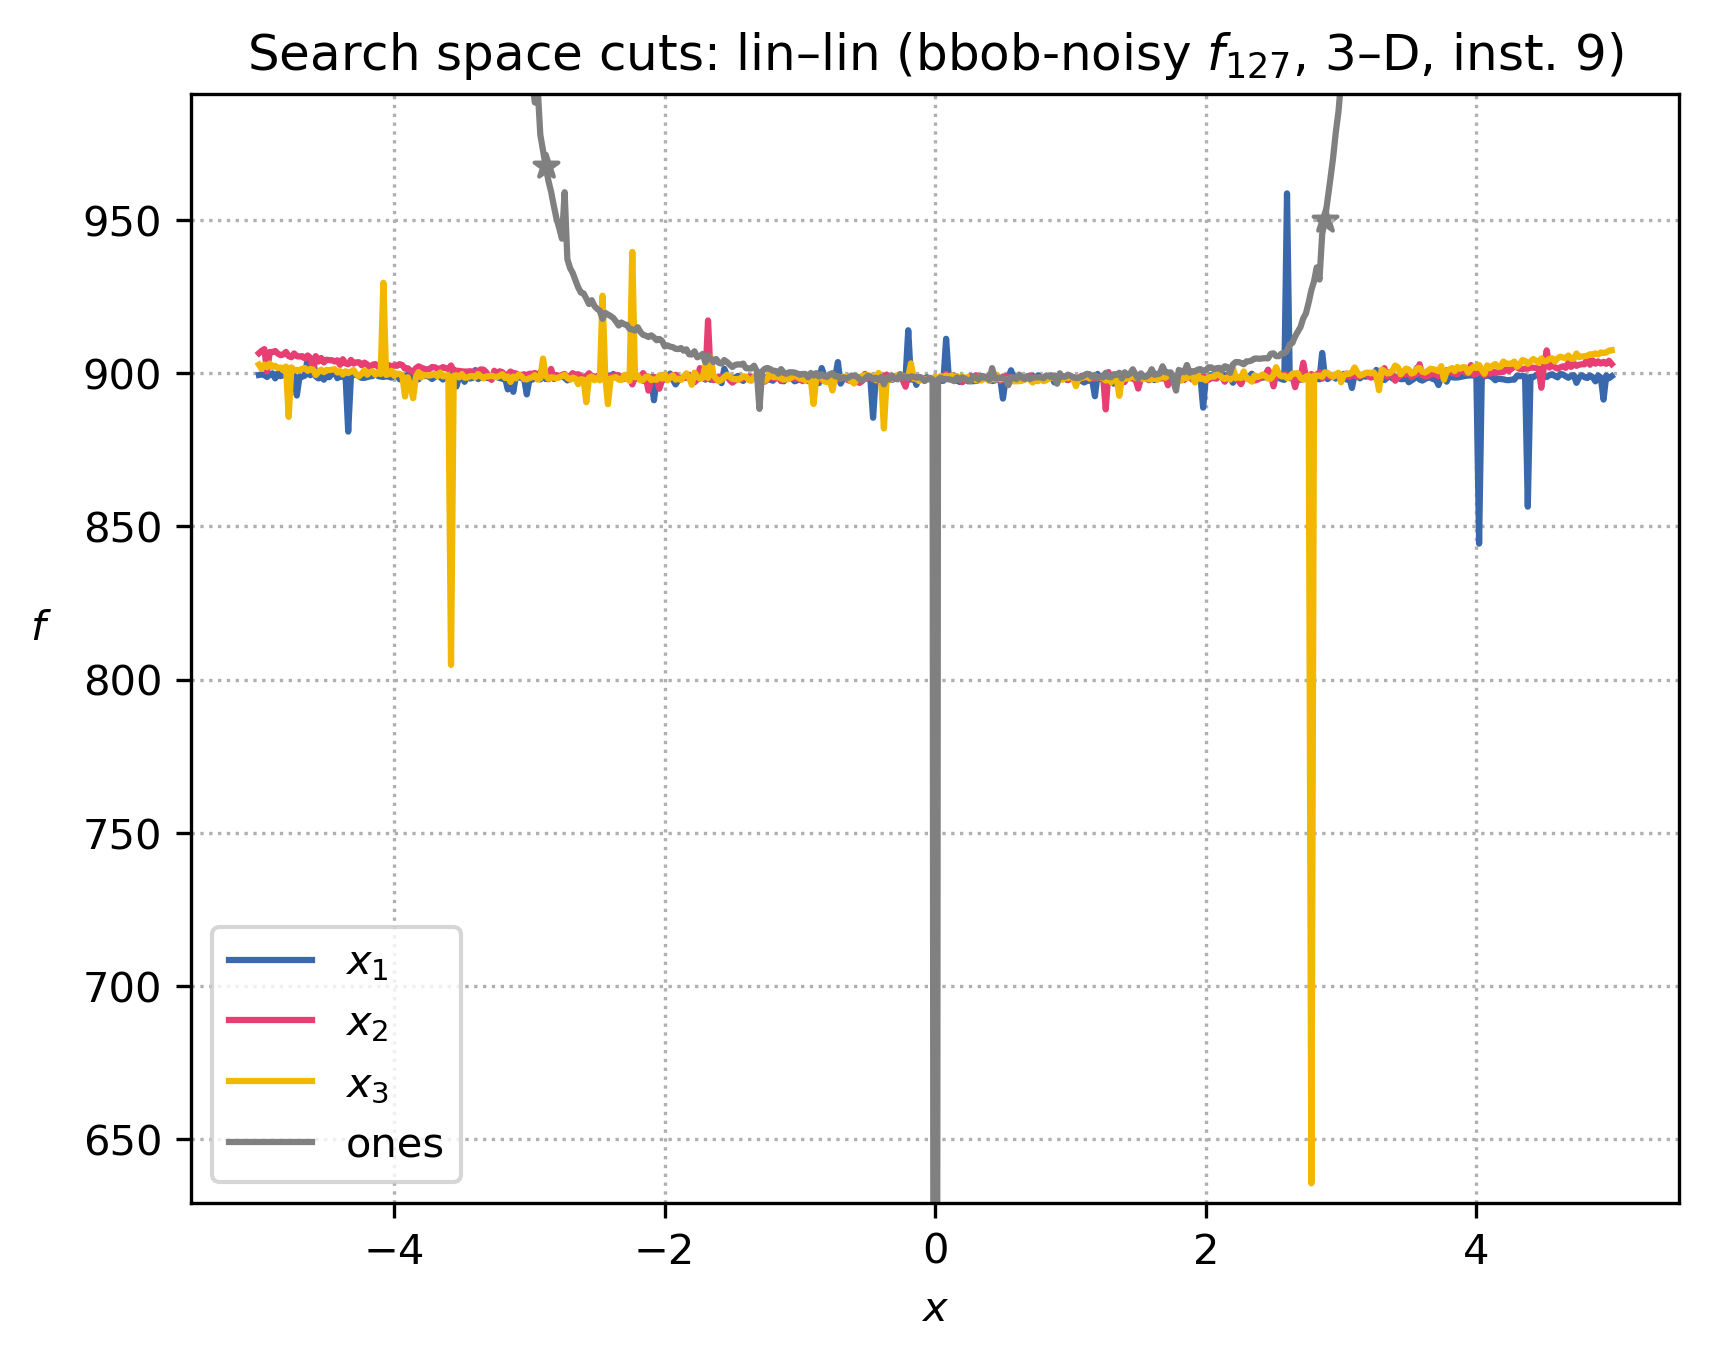 Search space cuts: lin–lin (bbob-noisy f₁₂₇, 3–D, inst. 9)
950
900
850
800
750
700
650
f
x₁
x₂
x₃
ones
−4 −2 0 2 4
x